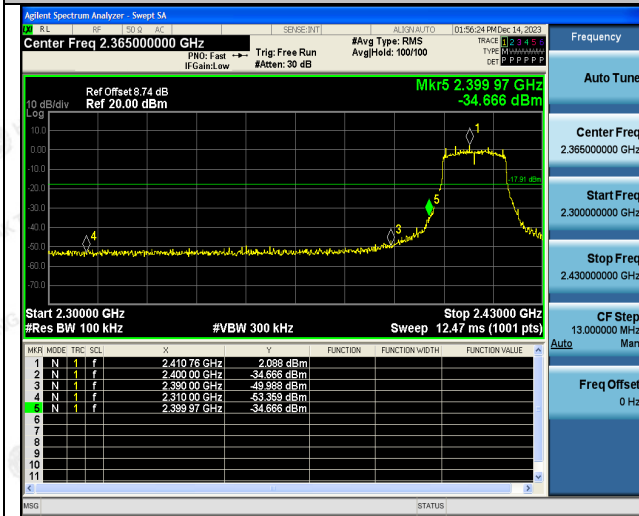 Agilent Spectrum Analyzer - Swept SA
RL RF 50 Ω AC SENSE:INT ALIGN AUTO 01:56:24 PM Dec 14, 2023
Center Freq 2.365000000 GHz
PNO: Fast Trig: Free Run
IFGain:Low #Atten: 30 dB
#Avg Type: RMS
Avg|Hold: 100/100
TRACE 1 2 3 4 5 6
TYPE M
DET P P P P P P
Frequency
Auto Tune
Center Freq
2.365000000 GHz
Start Freq
2.300000000 GHz
Stop Freq
2.430000000 GHz
CF Step
13.000000 MHz
Auto Man
Freq Offset
0 Hz
Mkr5 2.399 97 GHz
-34.666 dBm
Ref Offset 8.74 dB
10 dB/div Ref 20.00 dBm
Log
10.0
0.00
-10.0
-20.0
-30.0
-40.0
-50.0
-60.0
-70.0
1
-17.91 dBm
5
3
4
Start 2.30000 GHz Stop 2.43000 GHz
#Res BW 100 kHz #VBW 300 kHz Sweep 12.47 ms (1001 pts)
MKR MODE TRC SCL X Y FUNCTION FUNCTION WIDTH FUNCTION VALUE
1 N 1 f 2.410 76 GHz 2.088 dBm
2 N 1 f 2.400 00 GHz -34.666 dBm
3 N 1 f 2.390 00 GHz -49.988 dBm
4 N 1 f 2.310 00 GHz -53.359 dBm
5 N 1 f 2.399 97 GHz -34.666 dBm
6
7
8
9
10
11
MSG STATUS